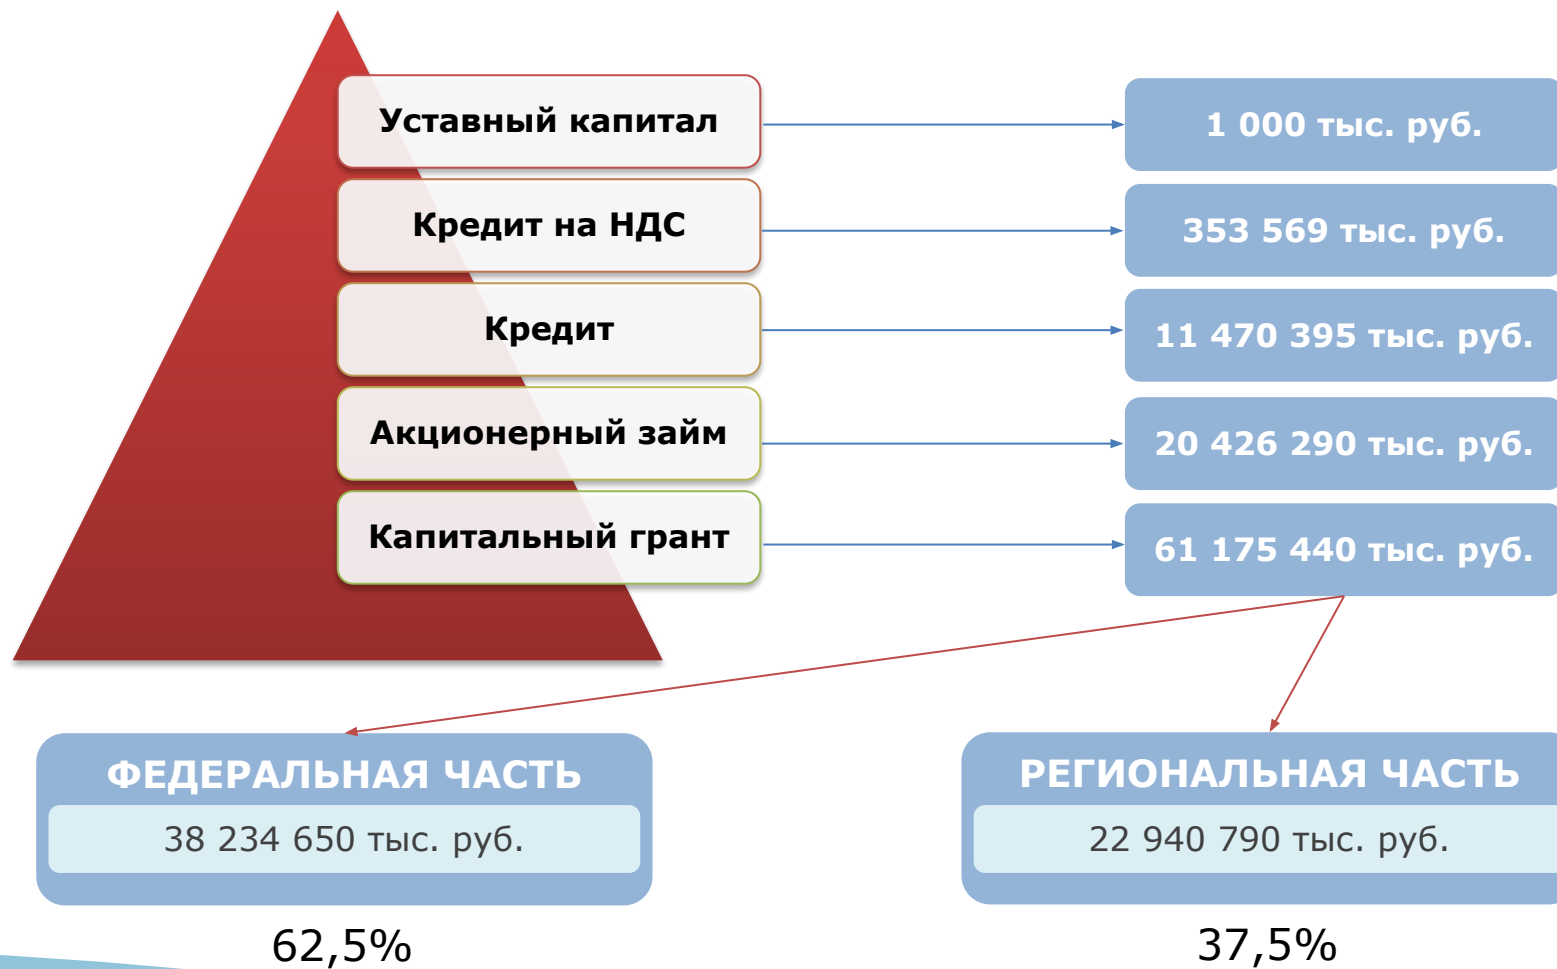 Уставный капитал
1 000 тыс. руб.
Кредит на НДС
353 569 тыс. руб.
Кредит
11 470 395 тыс. руб.
Акционерный займ
20 426 290 тыс. руб.
Капитальный грант
61 175 440 тыс. руб.
ФЕДЕРАЛЬНАЯ ЧАСТЬ
38 234 650 тыс. руб.
62,5%
РЕГИОНАЛЬНАЯ ЧАСТЬ
22 940 790 тыс. руб.
37,5%